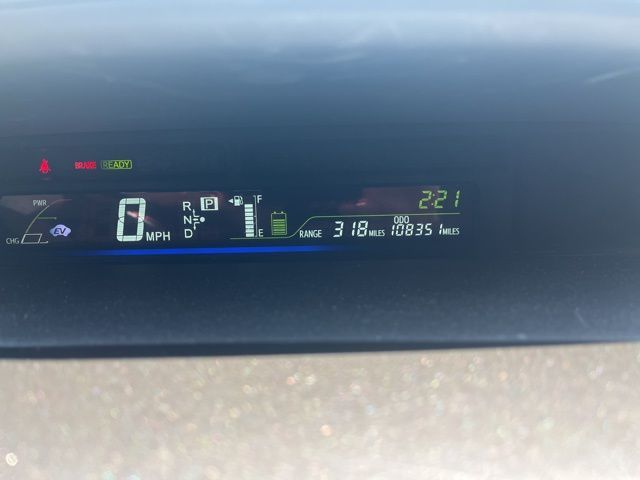 BRAKE READY
PWR
CHG
EV
0 MPH
R
N
D
P
F
E
2:21
ODO
RANGE 318 MILES 108351 MILES